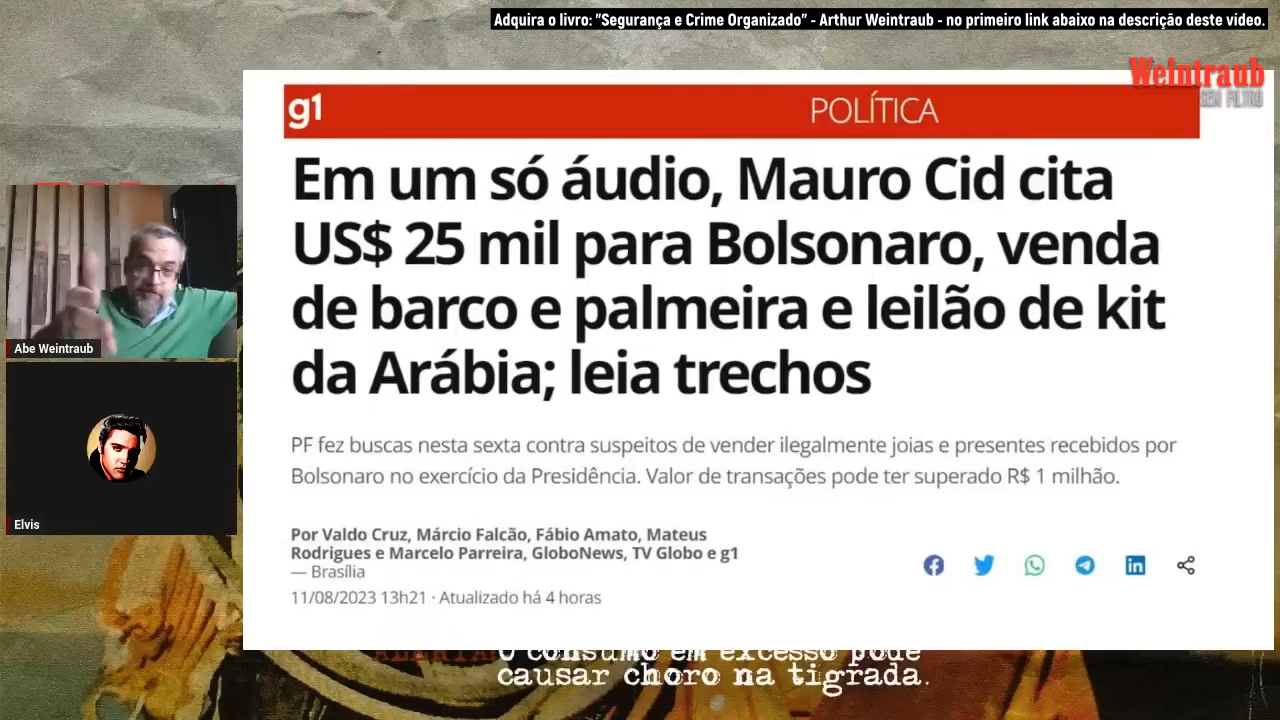 Adquira o livro: "Segurança e Crime Organizado" - Arthur Weintraub - no primeiro link abaixo na descrição deste vídeo.
Weintraub
SEM FILTRO
g1
POLÍTICA
Em um só áudio, Mauro Cid cita
US$ 25 mil para Bolsonaro, venda
de barco e palmeira e leilão de kit
da Arábia; leia trechos
PF fez buscas nesta sexta contra suspeitos de vender ilegalmente joias e presentes recebidos por
Bolsonaro no exercício da Presidência. Valor de transações pode ter superado R$ 1 milhão.
Por Valdo Cruz, Márcio Falcão, Fábio Amato, Mateus
Rodrigues e Marcelo Parreira, GloboNews, TV Globo e g1
— Brasília
11/08/2023 13h21 · Atualizado há 4 horas
Abe Weintraub
Elvis
O consumo em excesso pode
causar choro na tigrada.